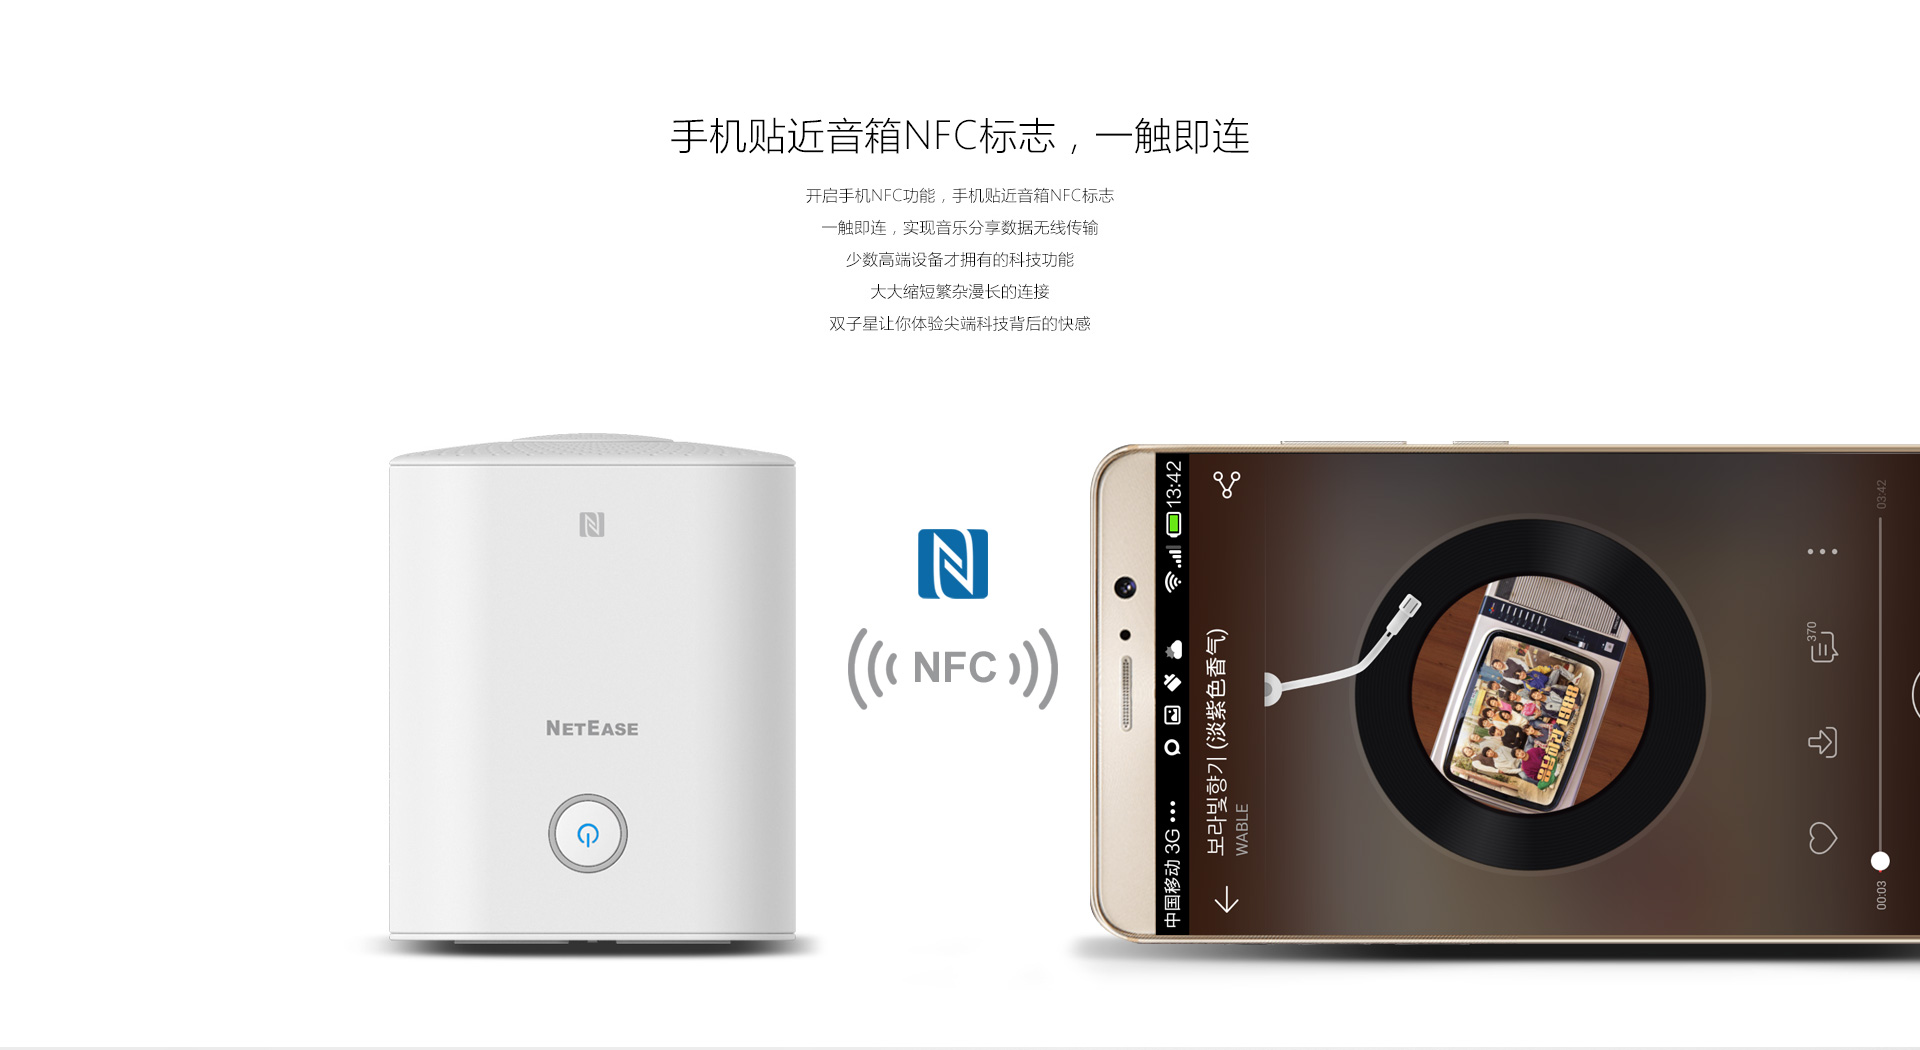 手机贴近音箱NFC标志，一触即连
开启手机NFC功能，手机贴近音箱NFC标志
一触即连，实现音乐分享数据无线传输
少数高端设备才拥有的科技功能
大大缩短繁杂漫长的连接
双子星让你体验尖端科技背后的快感
NETEASE
NFC
中国移动 3G
13:42
보라빛향기 (淡紫色香气)
WABLE
응답하라 1988
370
00:03
03:42